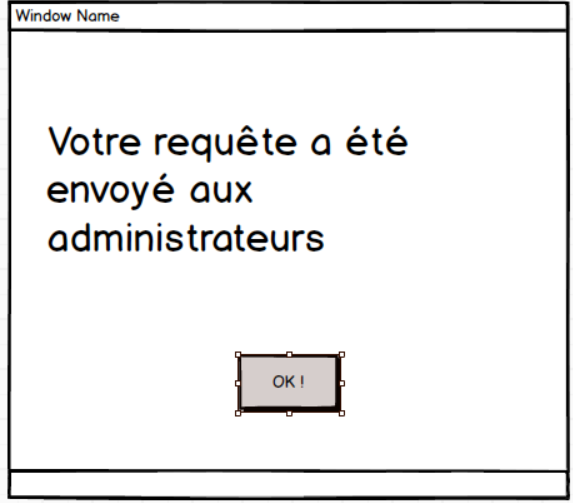 Window Name
Votre requête a été
envoyé aux
administrateurs
OK !